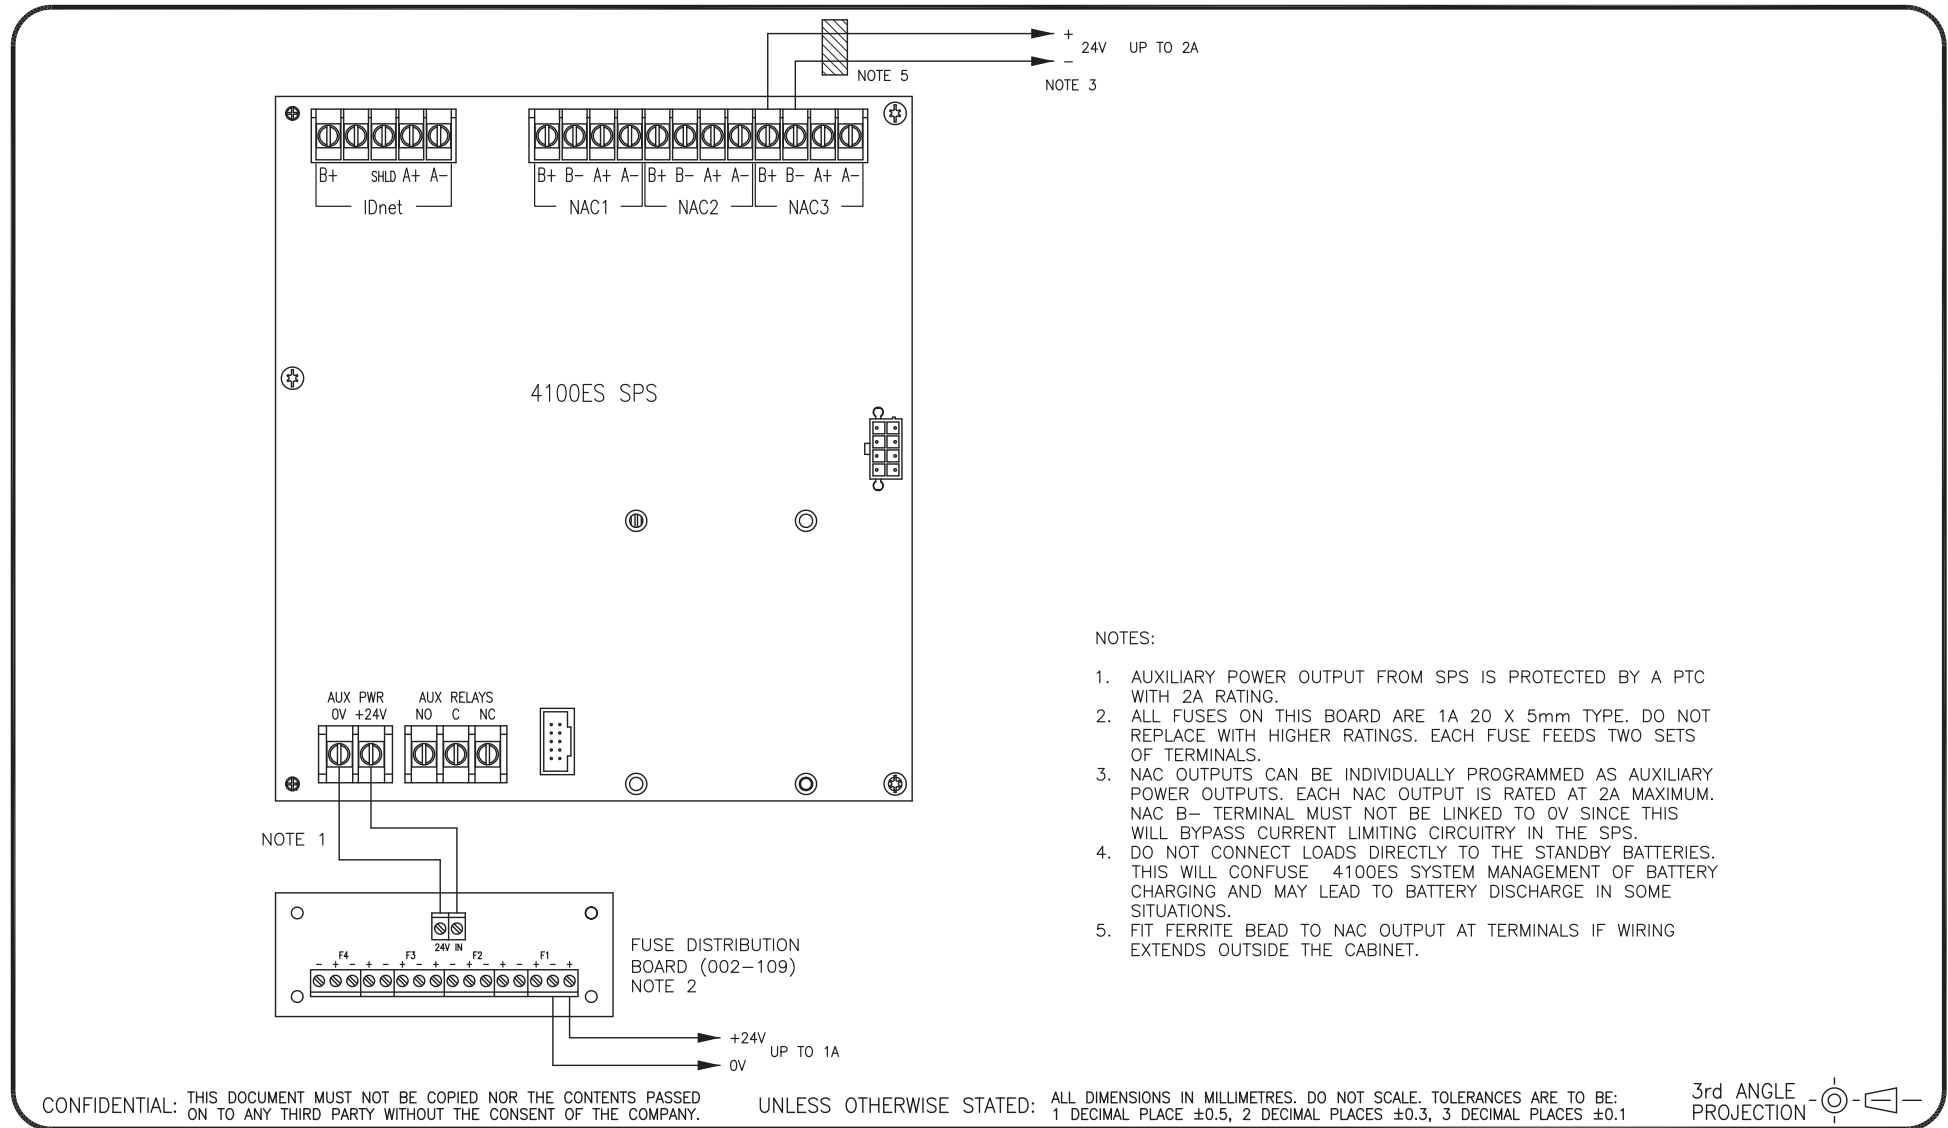 +
24V UP TO 2A
-
NOTE 5
NOTE 3
B+ SHLD A+ A-
IDnet
B+ B- A+ A- B+ B- A+ A- B+ B- A+ A-
NAC1 NAC2 NAC3
4100ES SPS
AUX PWR AUX RELAYS
0V +24V NO C NC
NOTE 1
24V IN
F4 F3 F2 F1
- + - + - + - + - + - + - + - +
FUSE DISTRIBUTION
BOARD (002-109)
NOTE 2
+24V
UP TO 1A
0V
NOTES:
1. AUXILIARY POWER OUTPUT FROM SPS IS PROTECTED BY A PTC
WITH 2A RATING.
2. ALL FUSES ON THIS BOARD ARE 1A 20 X 5mm TYPE. DO NOT
REPLACE WITH HIGHER RATINGS. EACH FUSE FEEDS TWO SETS
OF TERMINALS.
3. NAC OUTPUTS CAN BE INDIVIDUALLY PROGRAMMED AS AUXILIARY
POWER OUTPUTS. EACH NAC OUTPUT IS RATED AT 2A MAXIMUM.
NAC B- TERMINAL MUST NOT BE LINKED TO 0V SINCE THIS
WILL BYPASS CURRENT LIMITING CIRCUITRY IN THE SPS.
4. DO NOT CONNECT LOADS DIRECTLY TO THE STANDBY BATTERIES.
THIS WILL CONFUSE 4100ES SYSTEM MANAGEMENT OF BATTERY
CHARGING AND MAY LEAD TO BATTERY DISCHARGE IN SOME
SITUATIONS.
5. FIT FERRITE BEAD TO NAC OUTPUT AT TERMINALS IF WIRING
EXTENDS OUTSIDE THE CABINET.
CONFIDENTIAL: THIS DOCUMENT MUST NOT BE COPIED NOR THE CONTENTS PASSED
ON TO ANY THIRD PARTY WITHOUT THE CONSENT OF THE COMPANY.
UNLESS OTHERWISE STATED: ALL DIMENSIONS IN MILLIMETRES. DO NOT SCALE. TOLERANCES ARE TO BE:
1 DECIMAL PLACE ±0.5, 2 DECIMAL PLACES ±0.3, 3 DECIMAL PLACES ±0.1
3rd ANGLE
PROJECTION